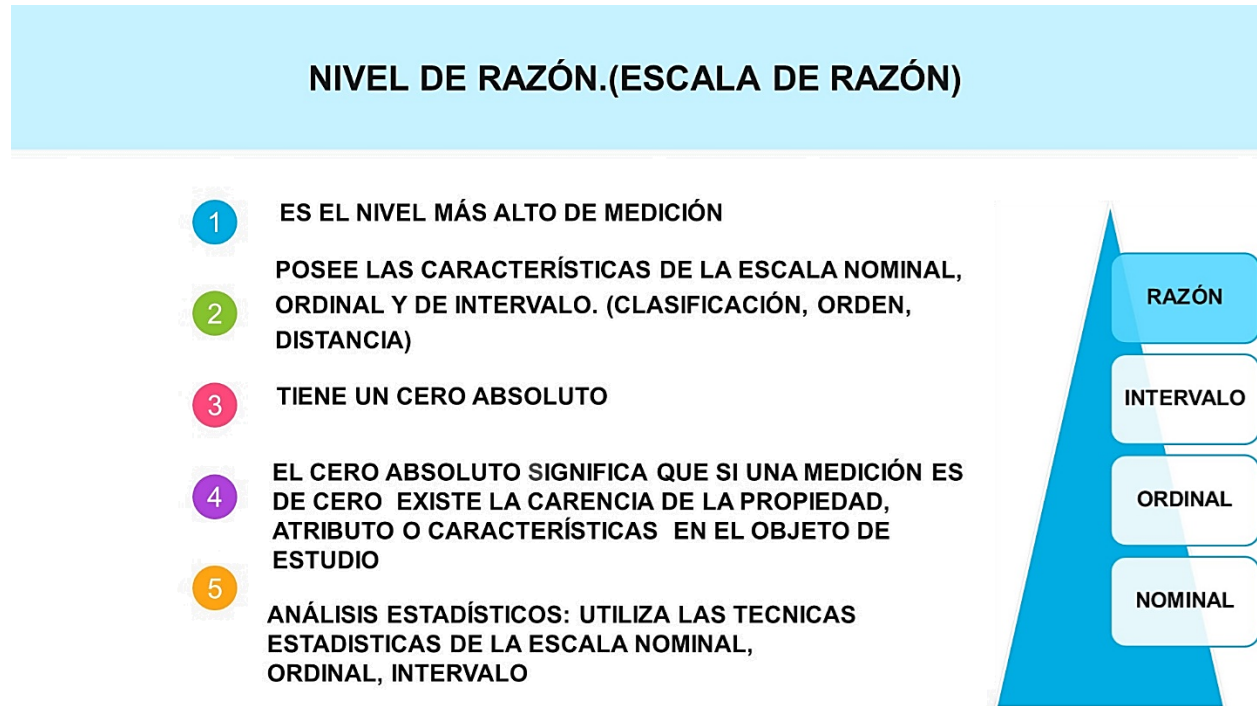 NIVEL DE RAZÓN.(ESCALA DE RAZÓN)
1
ES EL NIVEL MÁS ALTO DE MEDICIÓN
2
POSEE LAS CARACTERÍSTICAS DE LA ESCALA NOMINAL,
ORDINAL Y DE INTERVALO. (CLASIFICACIÓN, ORDEN,
DISTANCIA)
3
TIENE UN CERO ABSOLUTO
4
EL CERO ABSOLUTO SIGNIFICA QUE SI UNA MEDICIÓN ES
DE CERO EXISTE LA CARENCIA DE LA PROPIEDAD,
ATRIBUTO O CARACTERÍSTICAS EN EL OBJETO DE
ESTUDIO
5
ANÁLISIS ESTADÍSTICOS: UTILIZA LAS TECNICAS
ESTADISTICAS DE LA ESCALA NOMINAL,
ORDINAL, INTERVALO
RAZÓN
INTERVALO
ORDINAL
NOMINAL